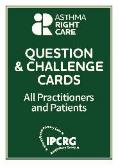 ASTHMA
RIGHT
CARE
QUESTION
& CHALLENGE
CARDS
All Practitioners
and Patients
IPCRG